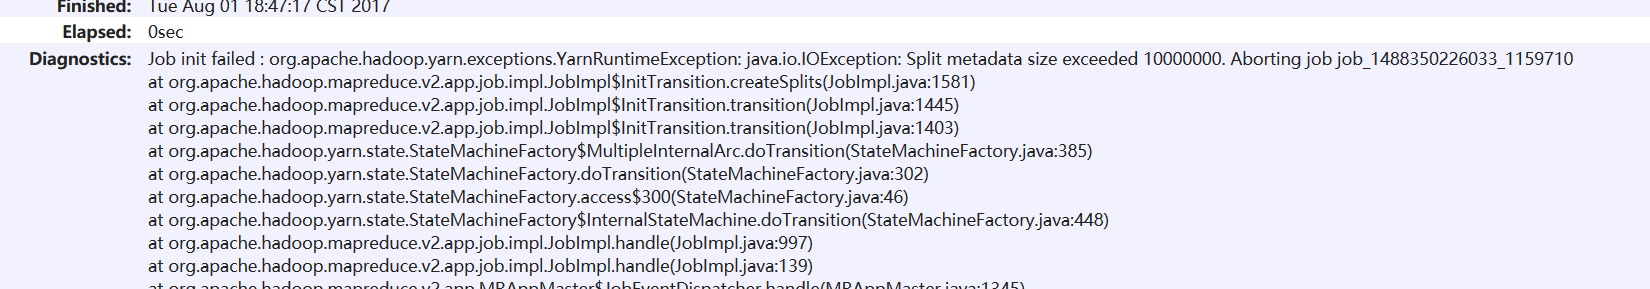 Finished: Tue Aug 01 18:47:17 CST 2017
Elapsed: 0sec
Diagnostics: Job init failed : org.apache.hadoop.yarn.exceptions.YarnRuntimeException: java.io.IOException: Split metadata size exceeded 10000000. Aborting job job_1488350226033_1159710
at org.apache.hadoop.mapreduce.v2.app.job.impl.JobImpl$InitTransition.createSplits(JobImpl.java:1581)
at org.apache.hadoop.mapreduce.v2.app.job.impl.JobImpl$InitTransition.transition(JobImpl.java:1445)
at org.apache.hadoop.mapreduce.v2.app.job.impl.JobImpl$InitTransition.transition(JobImpl.java:1403)
at org.apache.hadoop.yarn.state.StateMachineFactory$MultipleInternalArc.doTransition(StateMachineFactory.java:385)
at org.apache.hadoop.yarn.state.StateMachineFactory.doTransition(StateMachineFactory.java:302)
at org.apache.hadoop.yarn.state.StateMachineFactory.access$300(StateMachineFactory.java:46)
at org.apache.hadoop.yarn.state.StateMachineFactory$InternalStateMachine.doTransition(StateMachineFactory.java:448)
at org.apache.hadoop.mapreduce.v2.app.job.impl.JobImpl.handle(JobImpl.java:997)
at org.apache.hadoop.mapreduce.v2.app.job.impl.JobImpl.handle(JobImpl.java:139)
at org.apache.hadoop.mapreduce.v2.app.MRAppMaster$JobEventDispatcher.handle(MRAppMaster.java:1345)